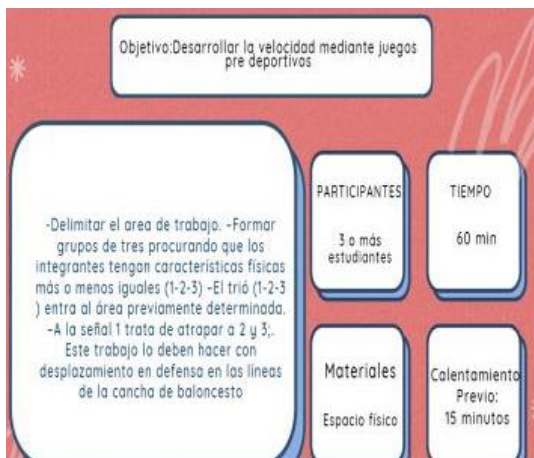 Objetivo:Desarrollar la velocidad mediante juegos
pre deportivos
-Delimitar el area de trabajo. -Formar
grupos de tres procurando que los
integrantes tengan características físicas
más o menos iguales (1-2-3) -El trió (1-2-3
) entra al área previamente determinada.
-A la señal 1 trata de atrapar a 2 y 3;.
Este trabajo lo deben hacer con
desplazamiento en defensa en las líneas
de la cancha de baloncesto
PARTICIPANTES
3 o más
estudiantes
TIEMPO
60 min
Materiales
Espacio físico
Calentamiento
Previo:
15 minutos